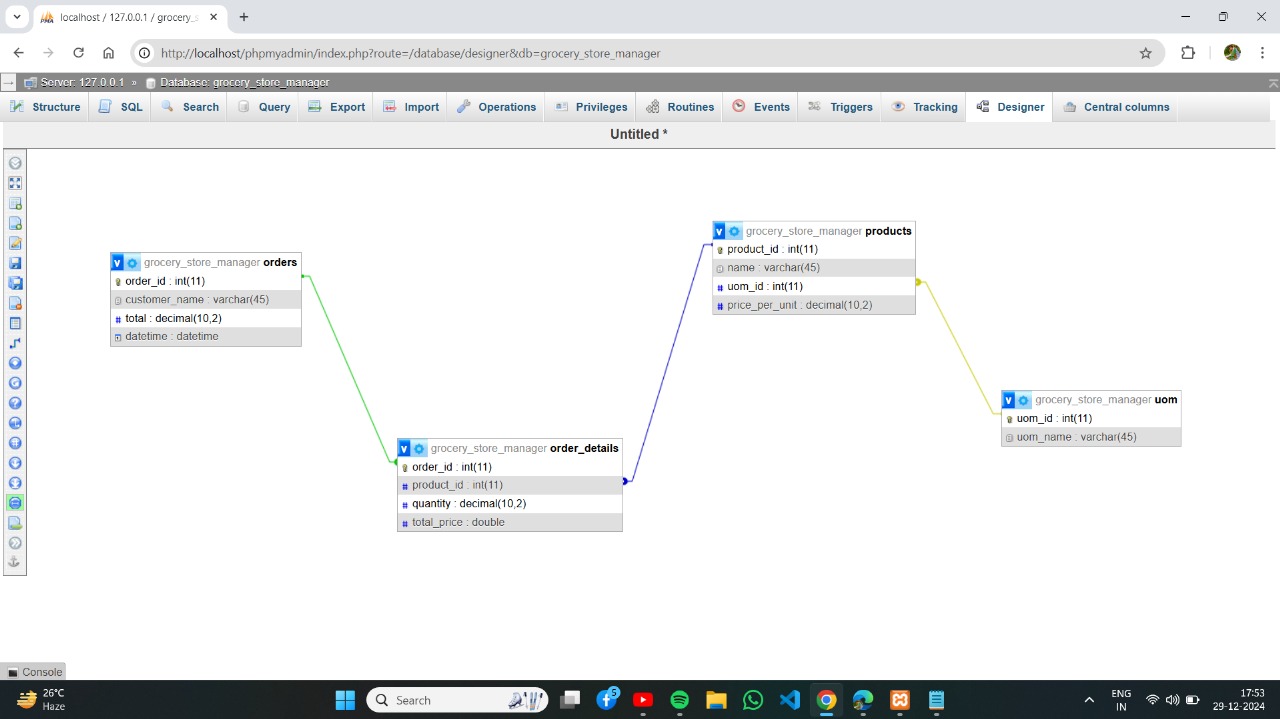 localhost / 127.0.0.1 / grocery_s
http://localhost/phpmyadmin/index.php?route=/database/designer&db=grocery_store_manager
Server: 127.0.0.1 » Database: grocery_store_manager
Structure SQL Search Query Export Import Operations Privileges Routines Events Triggers Tracking Designer Central columns
Untitled *
v grocery_store_manager orders
order_id : int(11)
customer_name : varchar(45)
total : decimal(10,2)
datetime : datetime
v grocery_store_manager order_details
order_id : int(11)
product_id : int(11)
quantity : decimal(10,2)
total_price : double
v grocery_store_manager products
product_id : int(11)
name : varchar(45)
uom_id : int(11)
price_per_unit : decimal(10,2)
v grocery_store_manager uom
uom_id : int(11)
uom_name : varchar(45)
Console
26°C
Haze
Search
5
ENG
IN
17:53
29-12-2024